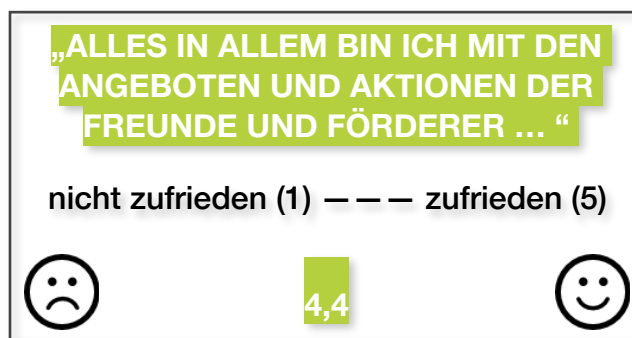 „ALLES IN ALLEM BIN ICH MIT DEN
ANGEBOTEN UND AKTIONEN DER
FREUNDE UND FÖRDERER … “
nicht zufrieden (1) — — — zufrieden (5)
4,4